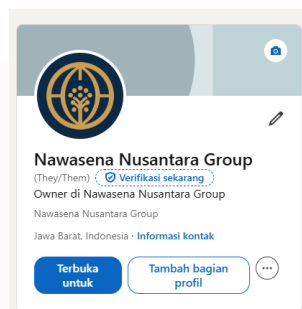 Nawasena Nusantara Group
(They/Them) Verifikasi sekarang
Owner di Nawasena Nusantara Group
Nawasena Nusantara Group
Jawa Barat, Indonesia · Informasi kontak
Terbuka
untuk
Tambah bagian
profil